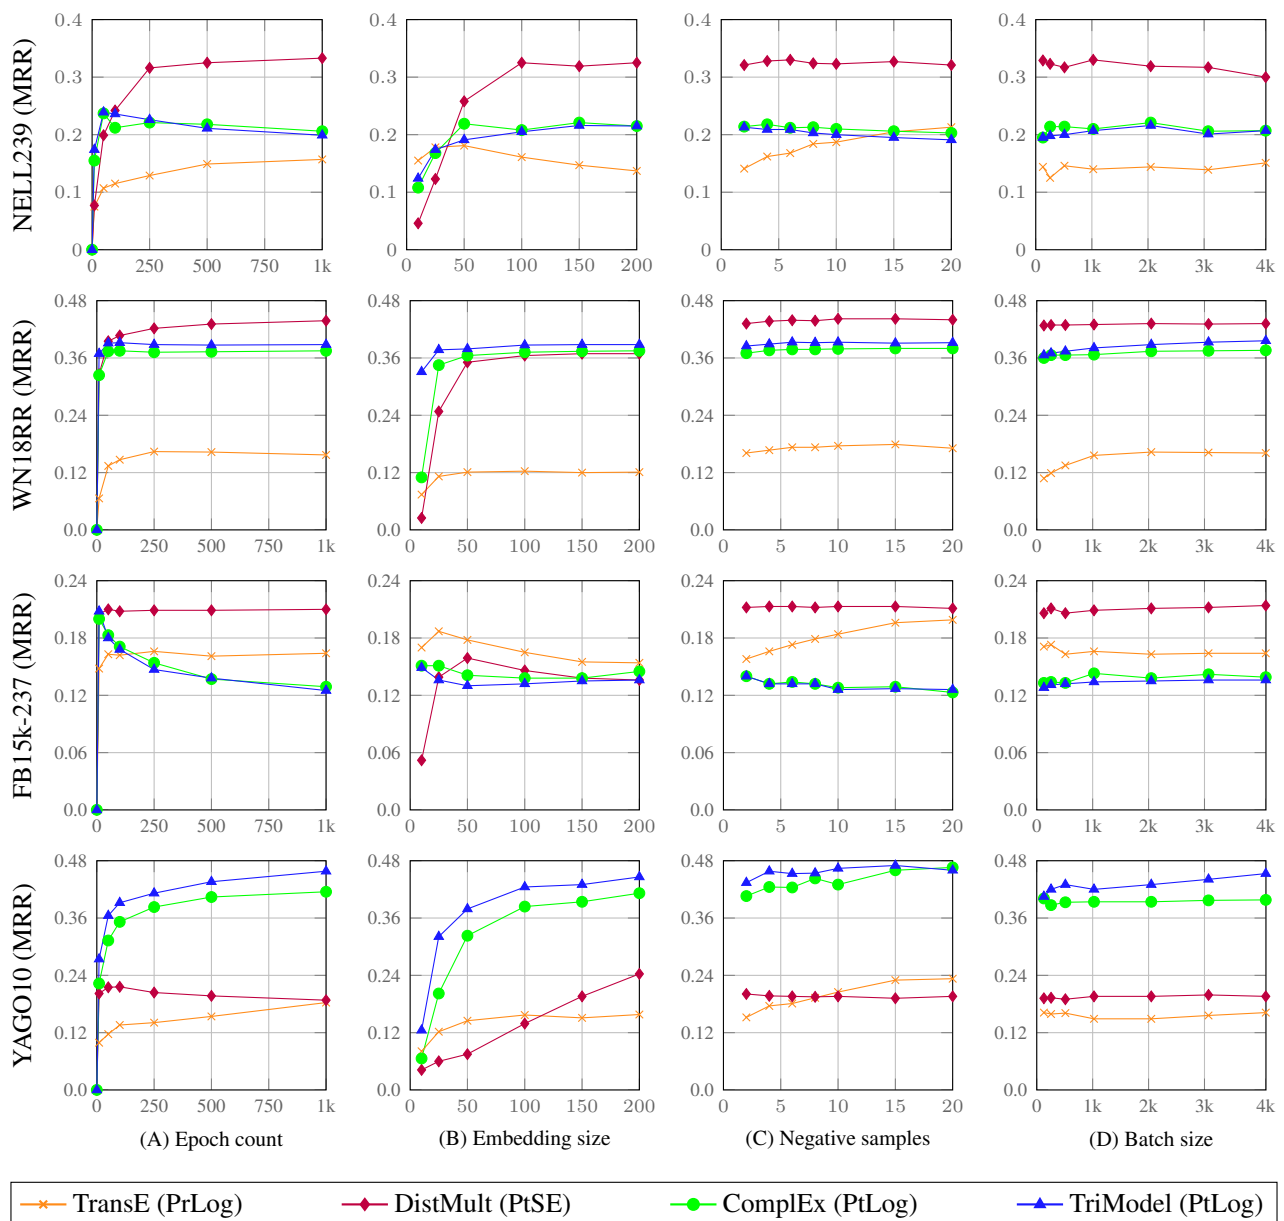 NELL239 (MRR)
0.4
0.3
0.2
0.1
0
0 250 500 750 1k
0.4
0.3
0.2
0.1
0
0 50 100 150 200
0.4
0.3
0.2
0.1
0
0 5 10 15 20
0.4
0.3
0.2
0.1
0
0 1k 2k 3k 4k
WN18RR (MRR)
0.48
0.36
0.24
0.12
0.0
0 250 500 750 1k
0.48
0.36
0.24
0.12
0.0
0 50 100 150 200
0.48
0.36
0.24
0.12
0.0
0 5 10 15 20
0.48
0.36
0.24
0.12
0.0
0 1k 2k 3k 4k
FB15k-237 (MRR)
0.24
0.18
0.12
0.06
0.0
0 250 500 750 1k
0.24
0.18
0.12
0.06
0.0
0 50 100 150 200
0.24
0.18
0.12
0.06
0.0
0 5 10 15 20
0.24
0.18
0.12
0.06
0.0
0 1k 2k 3k 4k
YAGO10 (MRR)
0.48
0.36
0.24
0.12
0.0
0 250 500 750 1k
0.48
0.36
0.24
0.12
0.0
0 50 100 150 200
0.48
0.36
0.24
0.12
0.0
0 5 10 15 20
0.48
0.36
0.24
0.12
0.0
0 1k 2k 3k 4k
(A) Epoch count
(B) Embedding size
(C) Negative samples
(D) Batch size
TransE (PrLog)
DistMult (PtSE)
ComplEx (PtLog)
TriModel (PtLog)